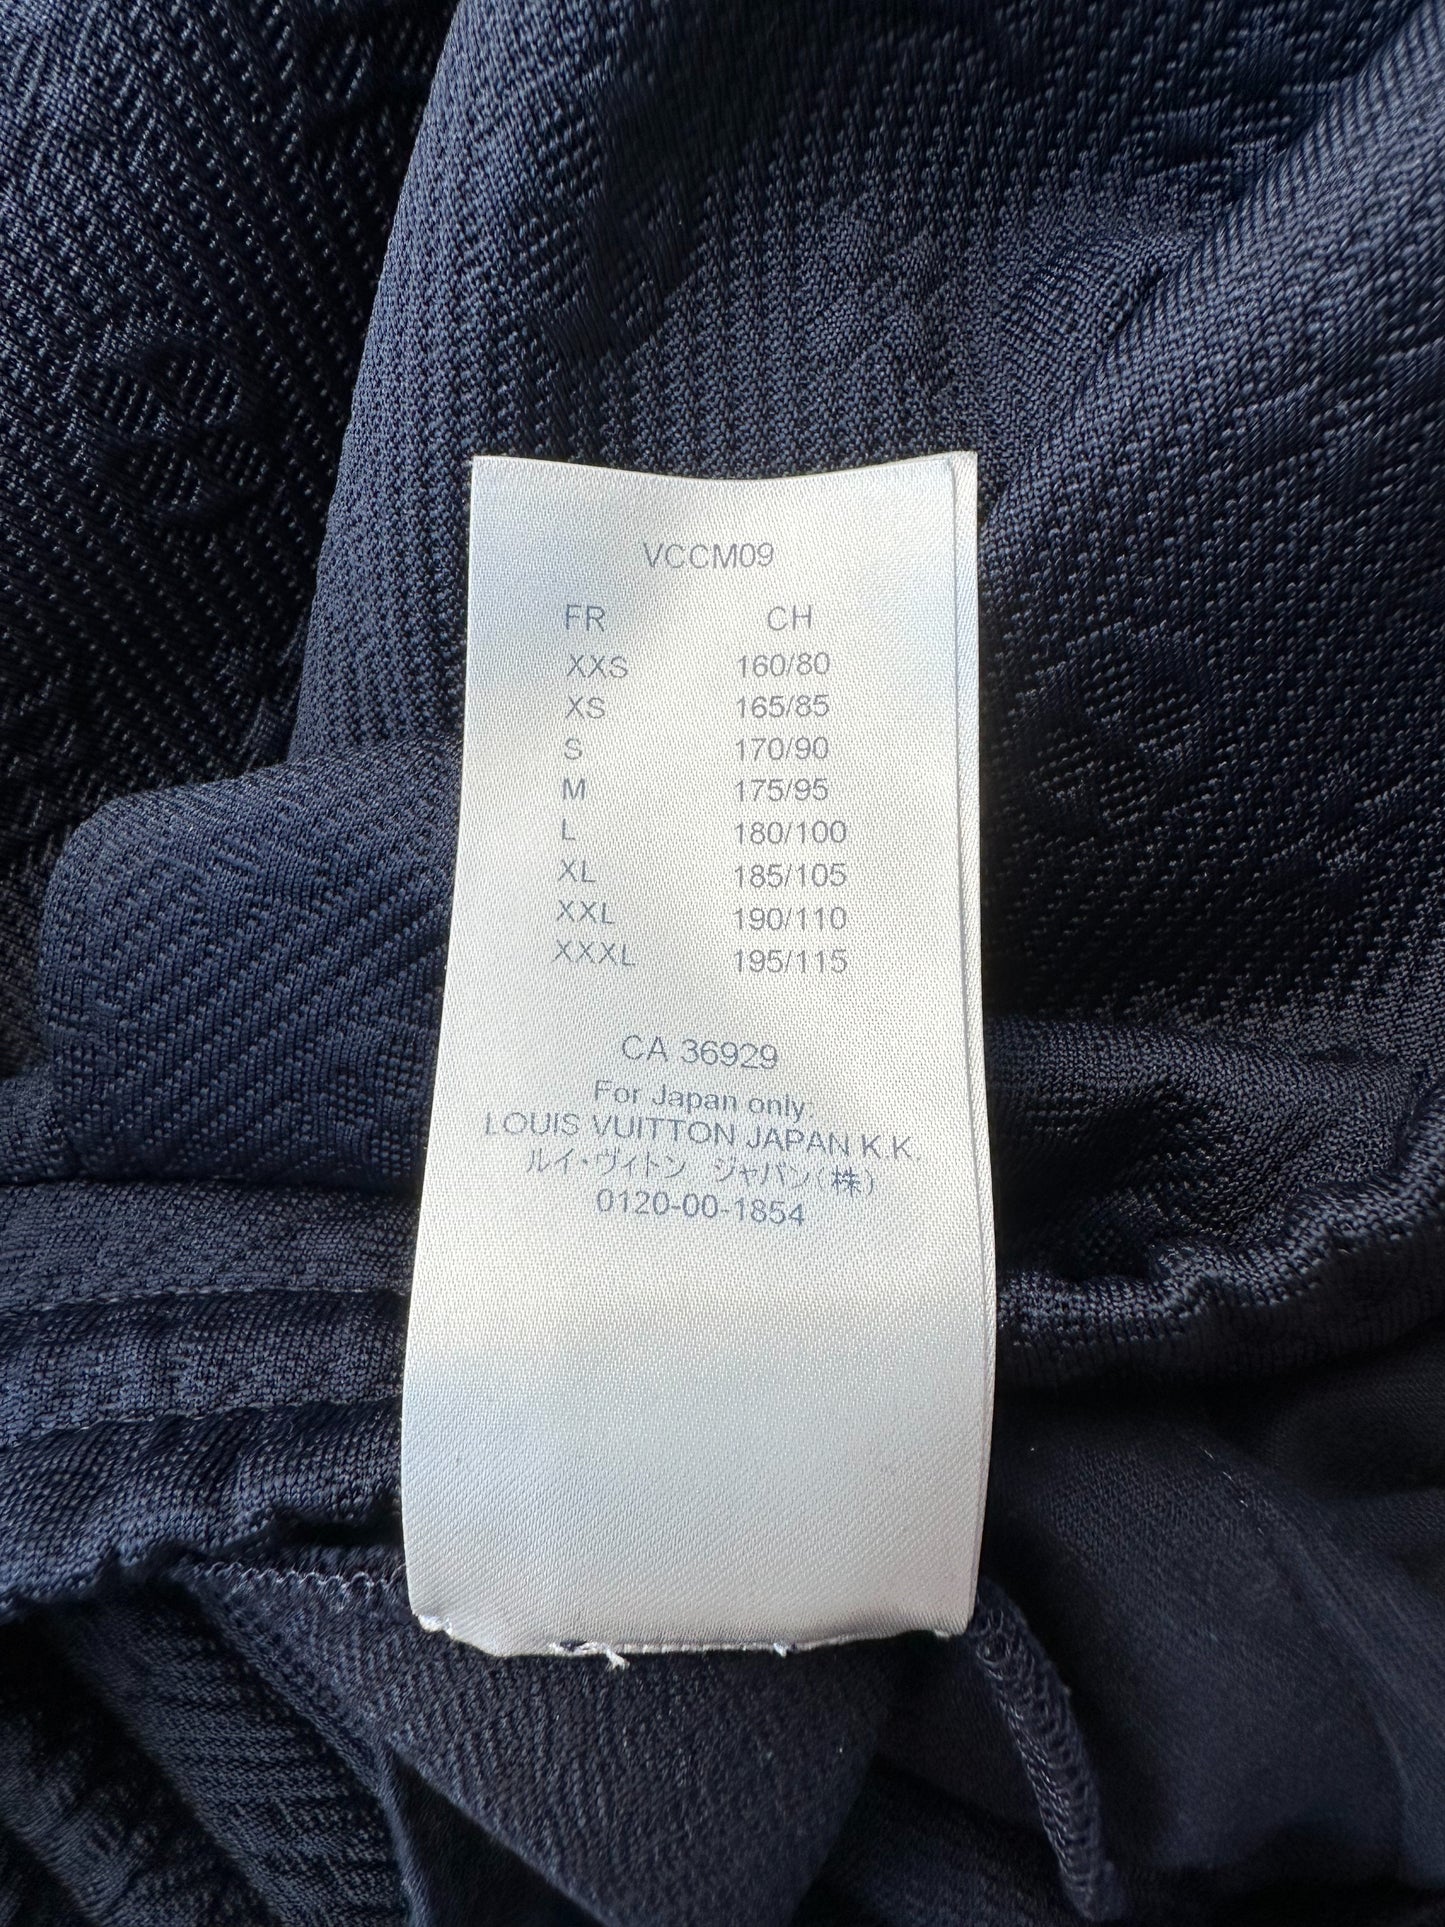 VCCM09
FR CH
XXS 160/80
XS 165/85
S 170/90
M 175/95
L 180/100
XL 185/105
XXL 190/110
XXXL 195/115
CA 36929
For Japan only:
LOUIS VUITTON JAPAN K.K.
ルイ・ヴィトン ジャパン(株)
0120-00-1854